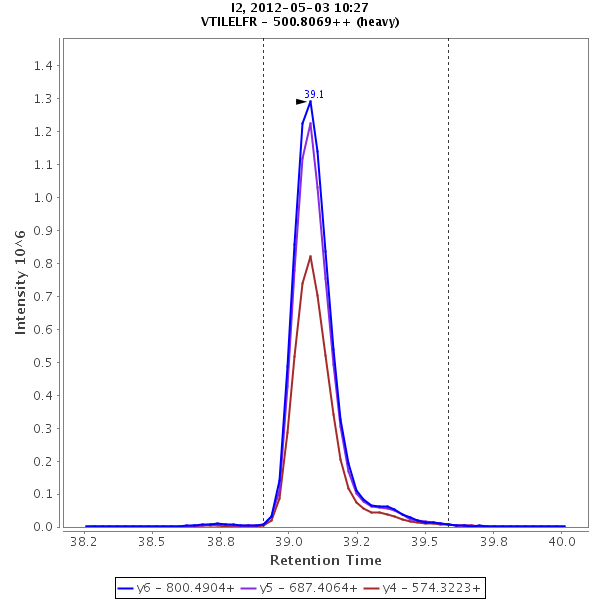 I2, 2012-05-03 10:27
VTILELFR - 500.8069++ (heavy)
39.1
1.4
1.3
1.2
1.1
1.0
0.9
0.8
0.7
0.6
0.5
0.4
0.3
0.2
0.1
0.0
Intensity 10^6
38.2 38.5 38.8 39.0 39.2 39.5 39.8 40.0
Retention Time
y6 - 800.4904+ y5 - 687.4064+ y4 - 574.3223+